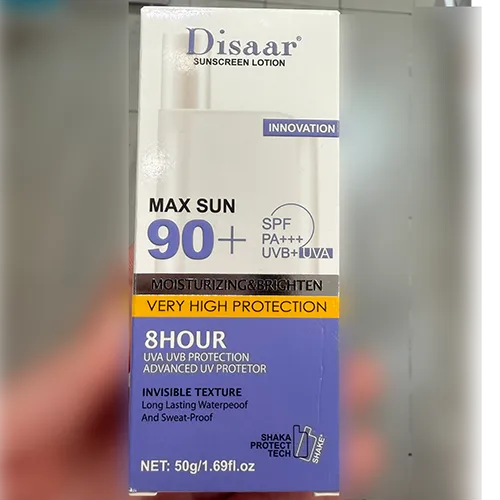 Disaar®
SUNSCREEN LOTION
INNOVATION
MAX SUN
90+
SPF
PA+++
UVB+UVA
MOISTURIZING&BRIGHTEN
VERY HIGH PROTECTION
8HOUR
UVA UVB PROTECTION
ADVANCED UV PROTETOR
INVISIBLE TEXTURE
Long Lasting Waterpeoof
And Sweat-Proof
SHAKA
PROTECT
TECH
SHAKE
NET: 50g/1.69fl.oz